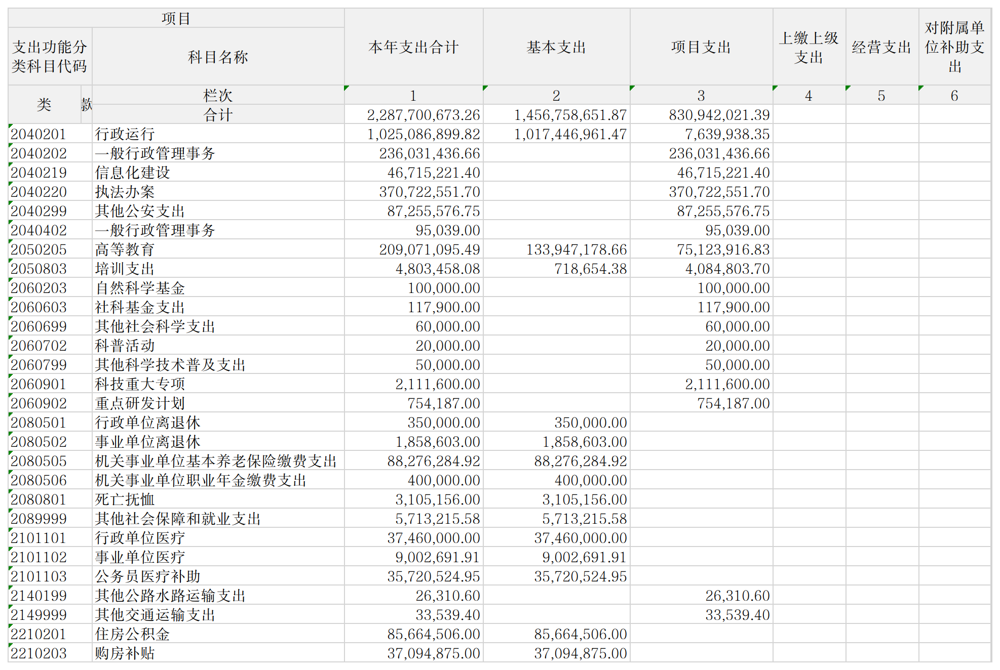 项目
支出功能分类科目代码 科目名称 本年支出合计 基本支出 项目支出 上缴上级支出 经营支出 对附属单位补助支出
类 款 栏次 1 2 3 4 5 6
合计 2,287,700,673.26 1,456,758,651.87 830,942,021.39
2040201 行政运行 1,025,086,899.82 1,017,446,961.47 7,639,938.35
2040202 一般行政管理事务 236,031,436.66 236,031,436.66
2040219 信息化建设 46,715,221.40 46,715,221.40
2040220 执法办案 370,722,551.70 370,722,551.70
2040299 其他公安支出 87,255,576.75 87,255,576.75
2040402 一般行政管理事务 95,039.00 95,039.00
2050205 高等教育 209,071,095.49 133,947,178.66 75,123,916.83
2050803 培训支出 4,803,458.08 718,654.38 4,084,803.70
2060203 自然科学基金 100,000.00 100,000.00
2060603 社科基金支出 117,900.00 117,900.00
2060699 其他社会科学支出 60,000.00 60,000.00
2060702 科普活动 20,000.00 20,000.00
2060799 其他科学技术普及支出 50,000.00 50,000.00
2060901 科技重大专项 2,111,600.00 2,111,600.00
2060902 重点研发计划 754,187.00 754,187.00
2080501 行政单位离退休 350,000.00 350,000.00
2080502 事业单位离退休 1,858,603.00 1,858,603.00
2080505 机关事业单位基本养老保险缴费支出 88,276,284.92 88,276,284.92
2080506 机关事业单位职业年金缴费支出 400,000.00 400,000.00
2080801 死亡抚恤 3,105,156.00 3,105,156.00
2089999 其他社会保障和就业支出 5,713,215.58 5,713,215.58
2101101 行政单位医疗 37,460,000.00 37,460,000.00
2101102 事业单位医疗 9,002,691.91 9,002,691.91
2101103 公务员医疗补助 35,720,524.95 35,720,524.95
2140199 其他公路水路运输支出 26,310.60 26,310.60
2149999 其他交通运输支出 33,539.40 33,539.40
2210201 住房公积金 85,664,506.00 85,664,506.00
2210203 购房补贴 37,094,875.00 37,094,875.00